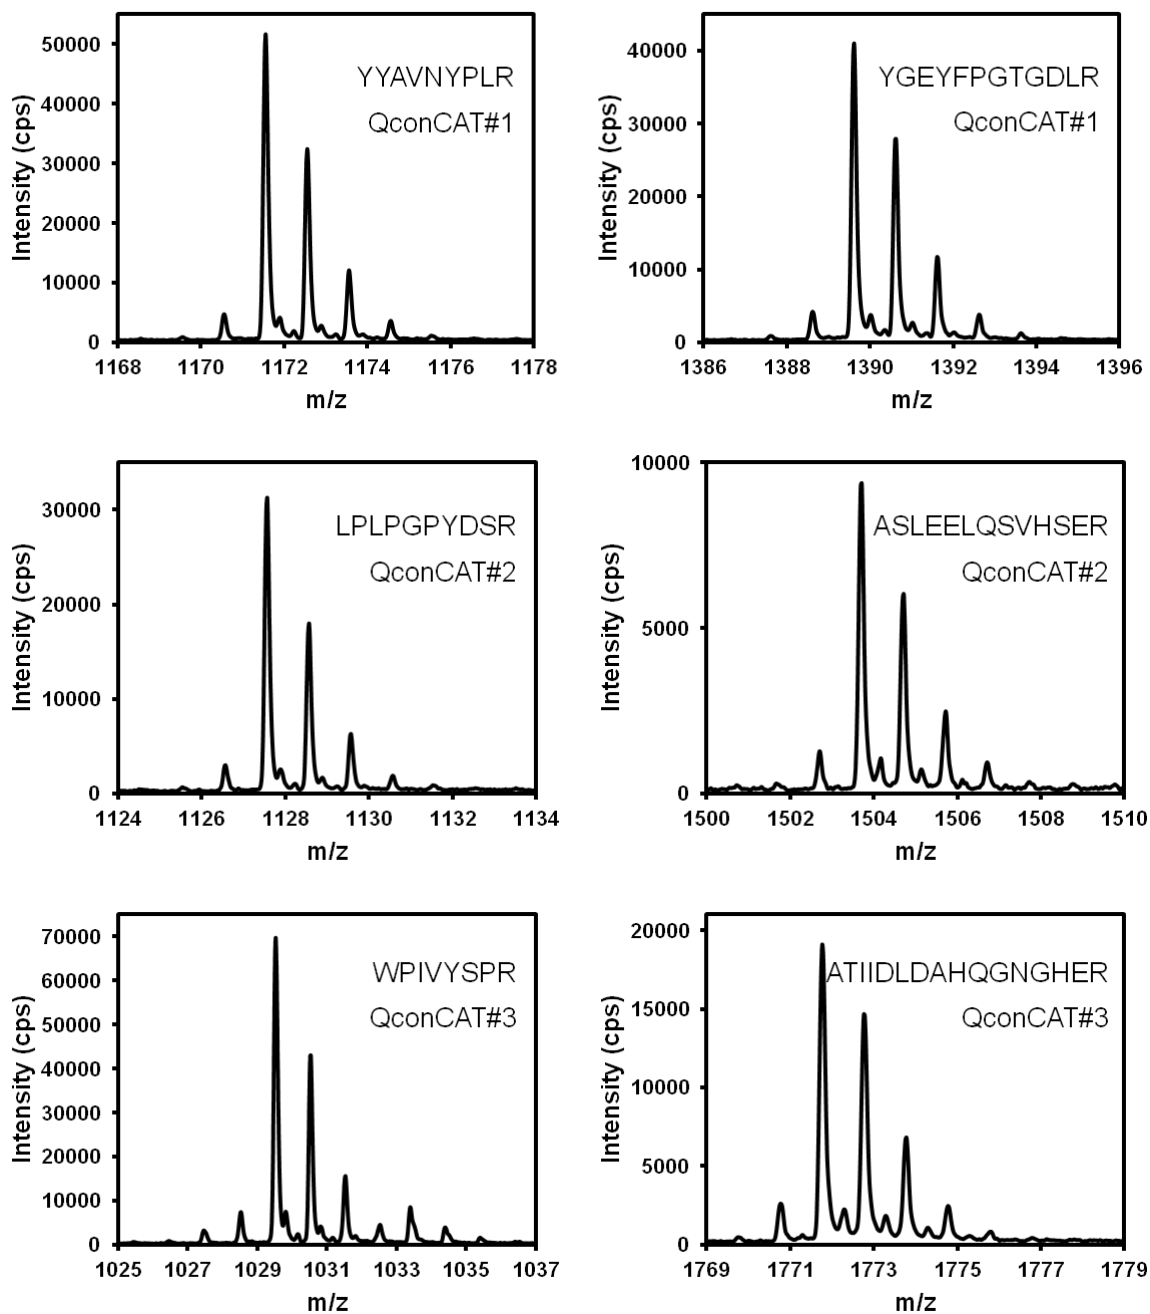 Intensity (cps)
50000
40000
30000
20000
10000
0
YYAVNYPLR
QconCAT#1
1168 1170 1172 1174 1176 1178
m/z
Intensity (cps)
40000
30000
20000
10000
0
YGEYFPGTGDLR
QconCAT#1
1386 1388 1390 1392 1394 1396
m/z
Intensity (cps)
30000
20000
10000
0
LPLPGPYDSR
QconCAT#2
1124 1126 1128 1130 1132 1134
m/z
Intensity (cps)
10000
5000
0
ASLEELQSVHSER
QconCAT#2
1500 1502 1504 1506 1508 1510
m/z
Intensity (cps)
70000
60000
50000
40000
30000
20000
10000
0
WPIVYSPR
QconCAT#3
1025 1027 1029 1031 1033 1035 1037
m/z
Intensity (cps)
20000
15000
10000
5000
0
ATIIDLDAHQGNGHER
QconCAT#3
1769 1771 1773 1775 1777 1779
m/z